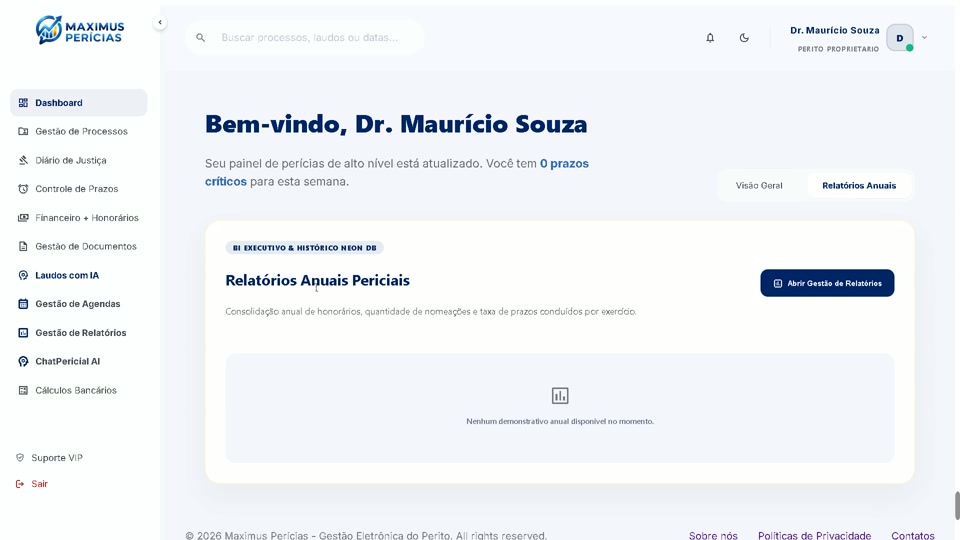 MAXIMUS
PERÍCIAS
Buscar processos, laudos ou datas...
Dr. Maurício Souza
PERITO PROPRIETARIO
D
Dashboard
Gestão de Processos
Diário de Justiça
Controle de Prazos
Financeiro + Honorários
Gestão de Documentos
Laudos com IA
Gestão de Agendas
Gestão de Relatórios
ChatPericial AI
Cálculos Bancários
Suporte VIP
Sair
Bem-vindo, Dr. Maurício Souza
Seu painel de perícias de alto nível está atualizado. Você tem 0 prazos
críticos para esta semana.
Visão Geral
Relatórios Anuais
BI EXECUTIVO & HISTÓRICO NEON DB
Relatórios Anuais Periciais
Abrir Gestão de Relatórios
Consolidação anual de honorários, quantidade de nomeações e taxa de prazos concluídos por exercício.
Nenhum demonstrativo anual disponível no momento.
© 2026 Maximus Perícias - Gestão Eletrônica do Perito. All rights reserved.
Sobre nós
Políticas de Privacidade
Contatos